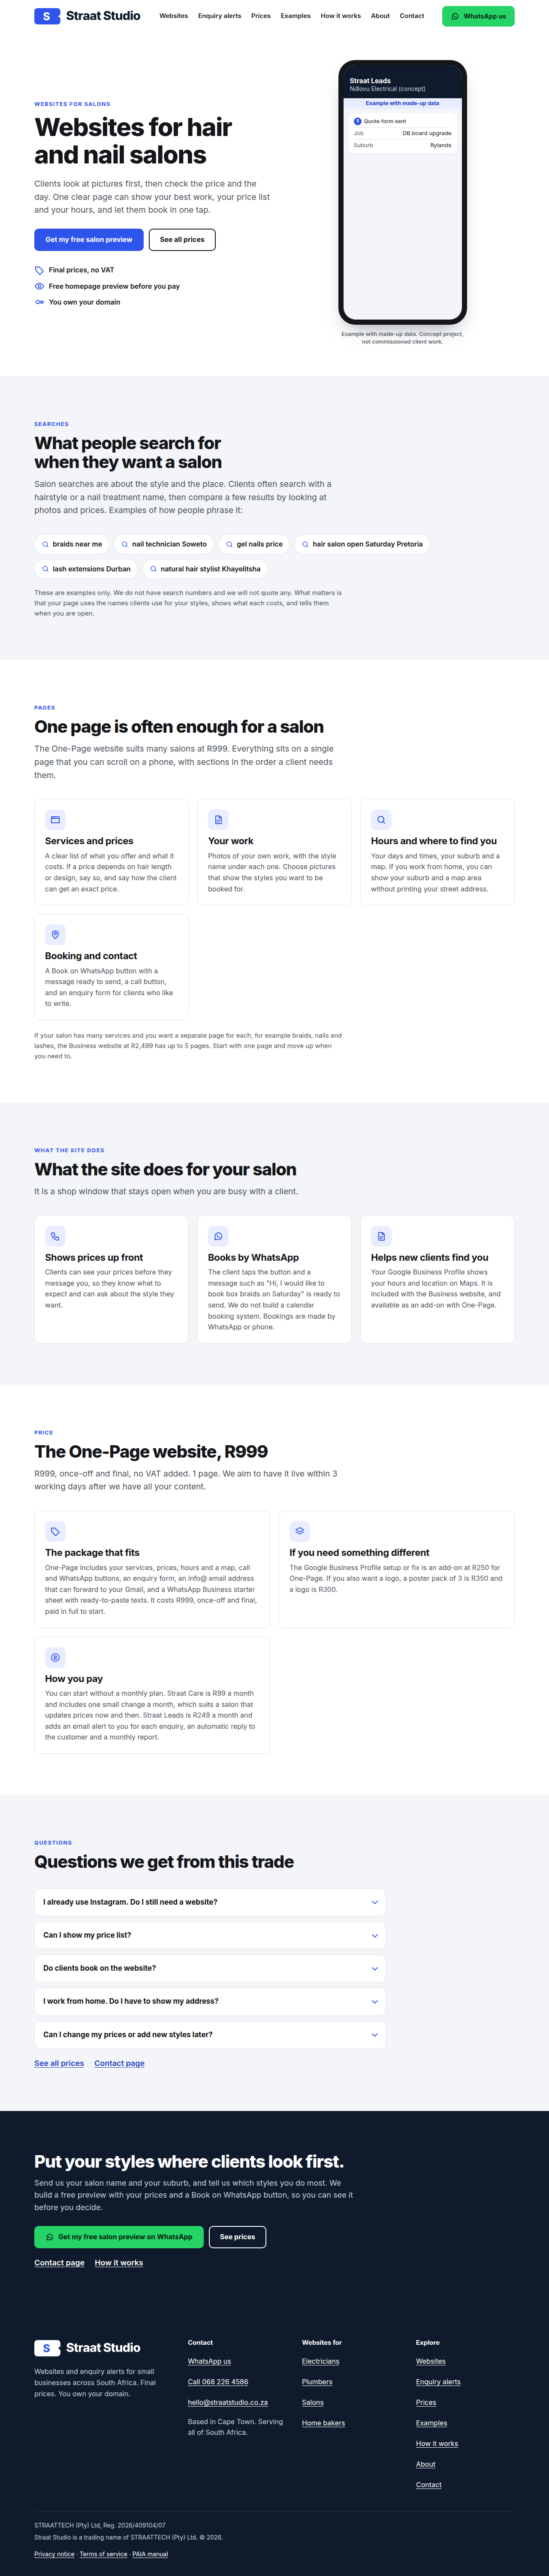 S Straat Studio
Websites Enquiry alerts Prices Examples How it works About Contact
WhatsApp us
WEBSITES FOR SALONS
Websites for hair
and nail salons
Clients look at pictures first, then check the price and the
day. One clear page can show your best work, your price list
and your hours, and let them book in one tap.
Get my free salon preview
See all prices
Final prices, no VAT
Free homepage preview before you pay
You own your domain
Straat Leads
Ndlovu Electrical (concept)
Example with made-up data
1 Quote form sent
Job DB board upgrade
Suburb Rylands
Example with made-up data. Concept project,
not commissioned client work.
SEARCHES
What people search for
when they want a salon
Salon searches are about the style and the place. Clients often search with a
hairstyle or a nail treatment name, then compare a few results by looking at
photos and prices. Examples of how people phrase it:
braids near me
nail technician Soweto
gel nails price
hair salon open Saturday Pretoria
lash extensions Durban
natural hair stylist Khayelitsha
These are examples only. We do not have search numbers and we will not quote any. What matters is
that your page uses the names clients use for your styles, shows what each costs, and tells them
when you are open.
PAGES
One page is often enough for a salon
The One-Page website suits many salons at R999. Everything sits on a single
page that you can scroll on a phone, with sections in the order a client needs
them.
Services and prices
A clear list of what you offer and what it
costs. If a price depends on hair length
or design, say so, and say how the client
can get an exact price.
Your work
Photos of your own work, with the style
name under each one. Choose pictures
that show the styles you want to be
booked for.
Hours and where to find you
Your days and times, your suburb and a
map. If you work from home, you can
show your suburb and a map area
without printing your street address.
Booking and contact
A Book on WhatsApp button with a
message ready to send, a call button,
and an enquiry form for clients who like
to write.
If your salon has many services and you want a separate page for each, for example braids, nails and
lashes, the Business website at R2,499 has up to 5 pages. Start with one page and move up when
you need to.
WHAT THE SITE DOES
What the site does for your salon
It is a shop window that stays open when you are busy with a client.
Shows prices up front
Clients can see your prices before they
message you, so they know what to
expect and can ask about the style they
want.
Books by WhatsApp
The client taps the button and a
message such as "Hi, I would like to
book box braids on Saturday" is ready to
send. We do not build a calendar
booking system. Bookings are made by
WhatsApp or phone.
Helps new clients find you
Your Google Business Profile shows
your hours and location on Maps. It is
included with the Business website, and
available as an add-on with One-Page.
PRICE
The One-Page website, R999
R999, once-off and final, no VAT added. 1 page. We aim to have it live within 3
working days after we have all your content.
The package that fits
One-Page includes your services, prices, hours and a map, call
and WhatsApp buttons, an enquiry form, an info@ email address
that can forward to your Gmail, and a WhatsApp Business starter
sheet with ready-to-paste texts. It costs R999, once-off and final,
paid in full to start.
If you need something different
The Google Business Profile setup or fix is an add-on at R250 for
One-Page. If you also want a logo, a poster pack of 3 is R350 and
a logo is R300.
How you pay
You can start without a monthly plan. Straat Care is R99 a month
and includes one small change a month, which suits a salon that
updates prices now and then. Straat Leads is R249 a month and
adds an email alert to you for each enquiry, an automatic reply to
the customer and a monthly report.
QUESTIONS
Questions we get from this trade
I already use Instagram. Do I still need a website?
Can I show my price list?
Do clients book on the website?
I work from home. Do I have to show my address?
Can I change my prices or add new styles later?
See all prices Contact page
Put your styles where clients look first.
Send us your salon name and your suburb, and tell us which styles you do most. We
build a free preview with your prices and a Book on WhatsApp button, so you can see it
before you decide.
Get my free salon preview on WhatsApp
See prices
Contact page How it works
S Straat Studio
Websites and enquiry alerts for small
businesses across South Africa. Final
prices. You own your domain.
Contact
WhatsApp us
Call 068 226 4586
hello@straatstudio.co.za
Based in Cape Town. Serving
all of South Africa.
Websites for
Electricians
Plumbers
Salons
Home bakers
Explore
Websites
Enquiry alerts
Prices
Examples
How it works
About
Contact
STRAATTECH (Pty) Ltd, Reg. 2026/409104/07
Straat Studio is a trading name of STRAATTECH (Pty) Ltd. © 2026.
Privacy notice · Terms of service · PAIA manual